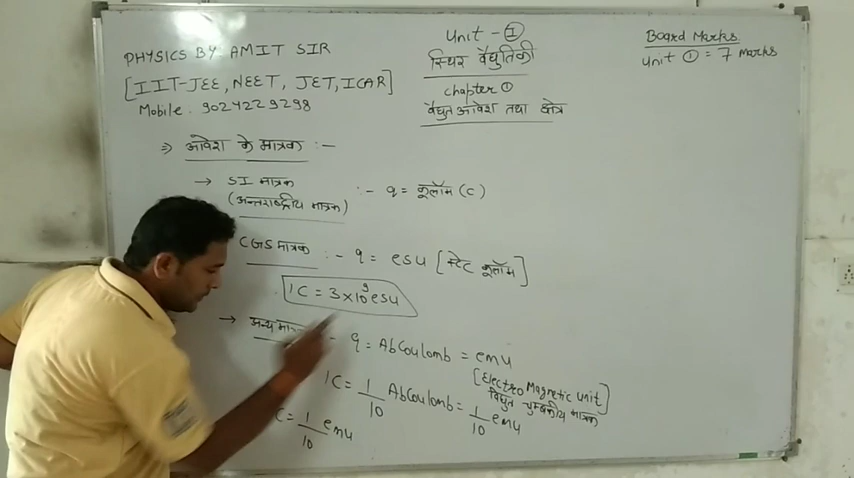 PHYSICS BY AMIT SIR
[IIT-JEE, NEET, JET, ICAR]
Mobile. 9024229298
Unit - ①
स्थिर वैद्युतिकी
chapter ①
वैद्युत आवेश तथा क्षेत्र
Board Marks
Unit ① = 7 Marks
⇒ आवेश के मात्रक :-
→ SI मात्रक :- q = कूलॉम (C)
(अन्तराष्ट्रीय मात्रक)
CGS मात्रक :- q = esu [स्टेट कूलॉम]
1C = 3×10⁹ esu
→ अन्य - q = AbCoulomb = emu
[Electro Magnetic Unit]
विद्युत चुम्बकीय मात्रक
1C = 1/10 AbCoulomb = 1/10 emu
C = 1/10 emu